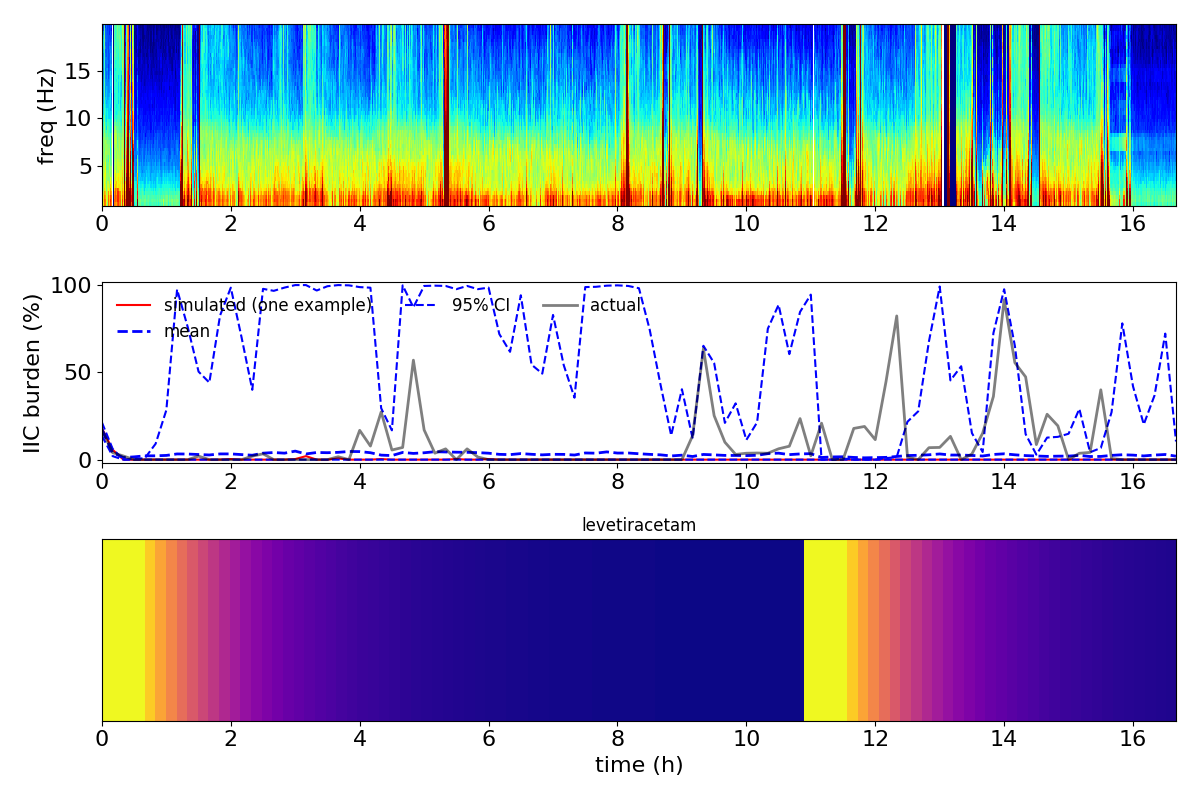 freq (Hz)
15
10
5
0 2 4 6 8 10 12 14 16
IIC burden (%)
100
50
0
simulated (one example)
mean
95% CI
actual
0 2 4 6 8 10 12 14 16
levetiracetam
0 2 4 6 8 10 12 14 16
time (h)